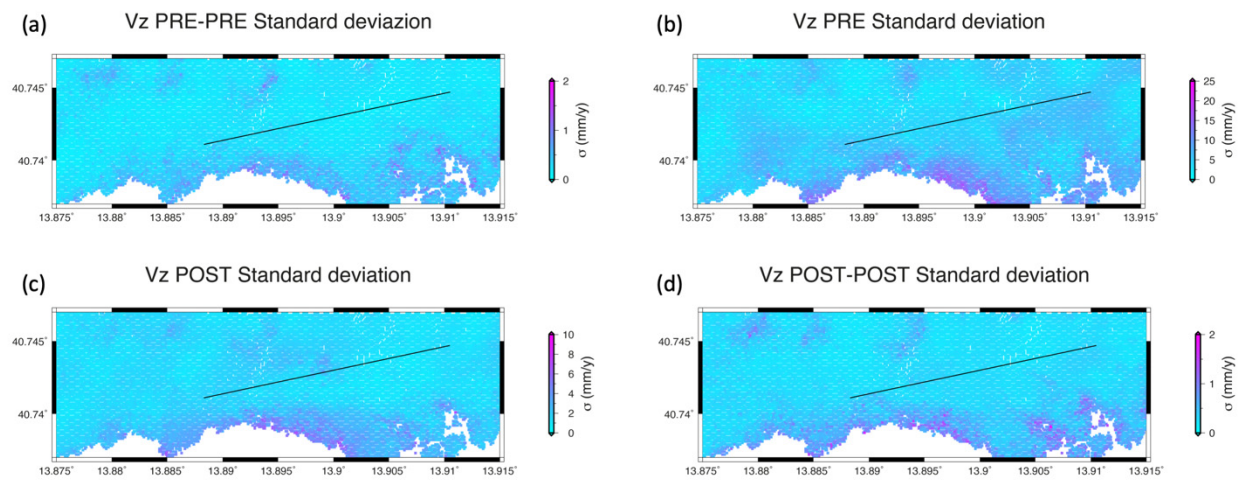 (a)
Vz PRE-PRE Standard deviazion
40.745°
40.74°
13.875° 13.88° 13.885° 13.89° 13.895° 13.9° 13.905° 13.91° 13.915°
2
1
0
σ (mm/y)
(b)
Vz PRE Standard deviation
40.745°
40.74°
13.875° 13.88° 13.885° 13.89° 13.895° 13.9° 13.905° 13.91° 13.915°
25
20
15
10
5
0
σ (mm/y)
(c)
Vz POST Standard deviation
40.745°
40.74°
13.875° 13.88° 13.885° 13.89° 13.895° 13.9° 13.905° 13.91° 13.915°
10
8
6
4
2
0
σ (mm/y)
(d)
Vz POST-POST Standard deviation
40.745°
40.74°
13.875° 13.88° 13.885° 13.89° 13.895° 13.9° 13.905° 13.91° 13.915°
2
1
0
σ (mm/y)